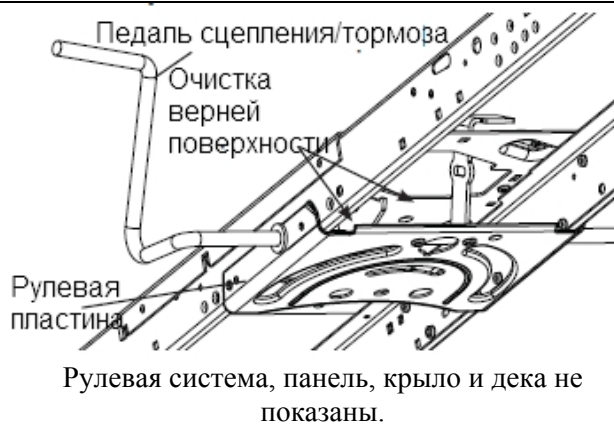 Педаль сцепления/тормоза
Очистка
верней
поверхности
Рулевая
пластина
Рулевая система, панель, крыло и дека не
показаны.